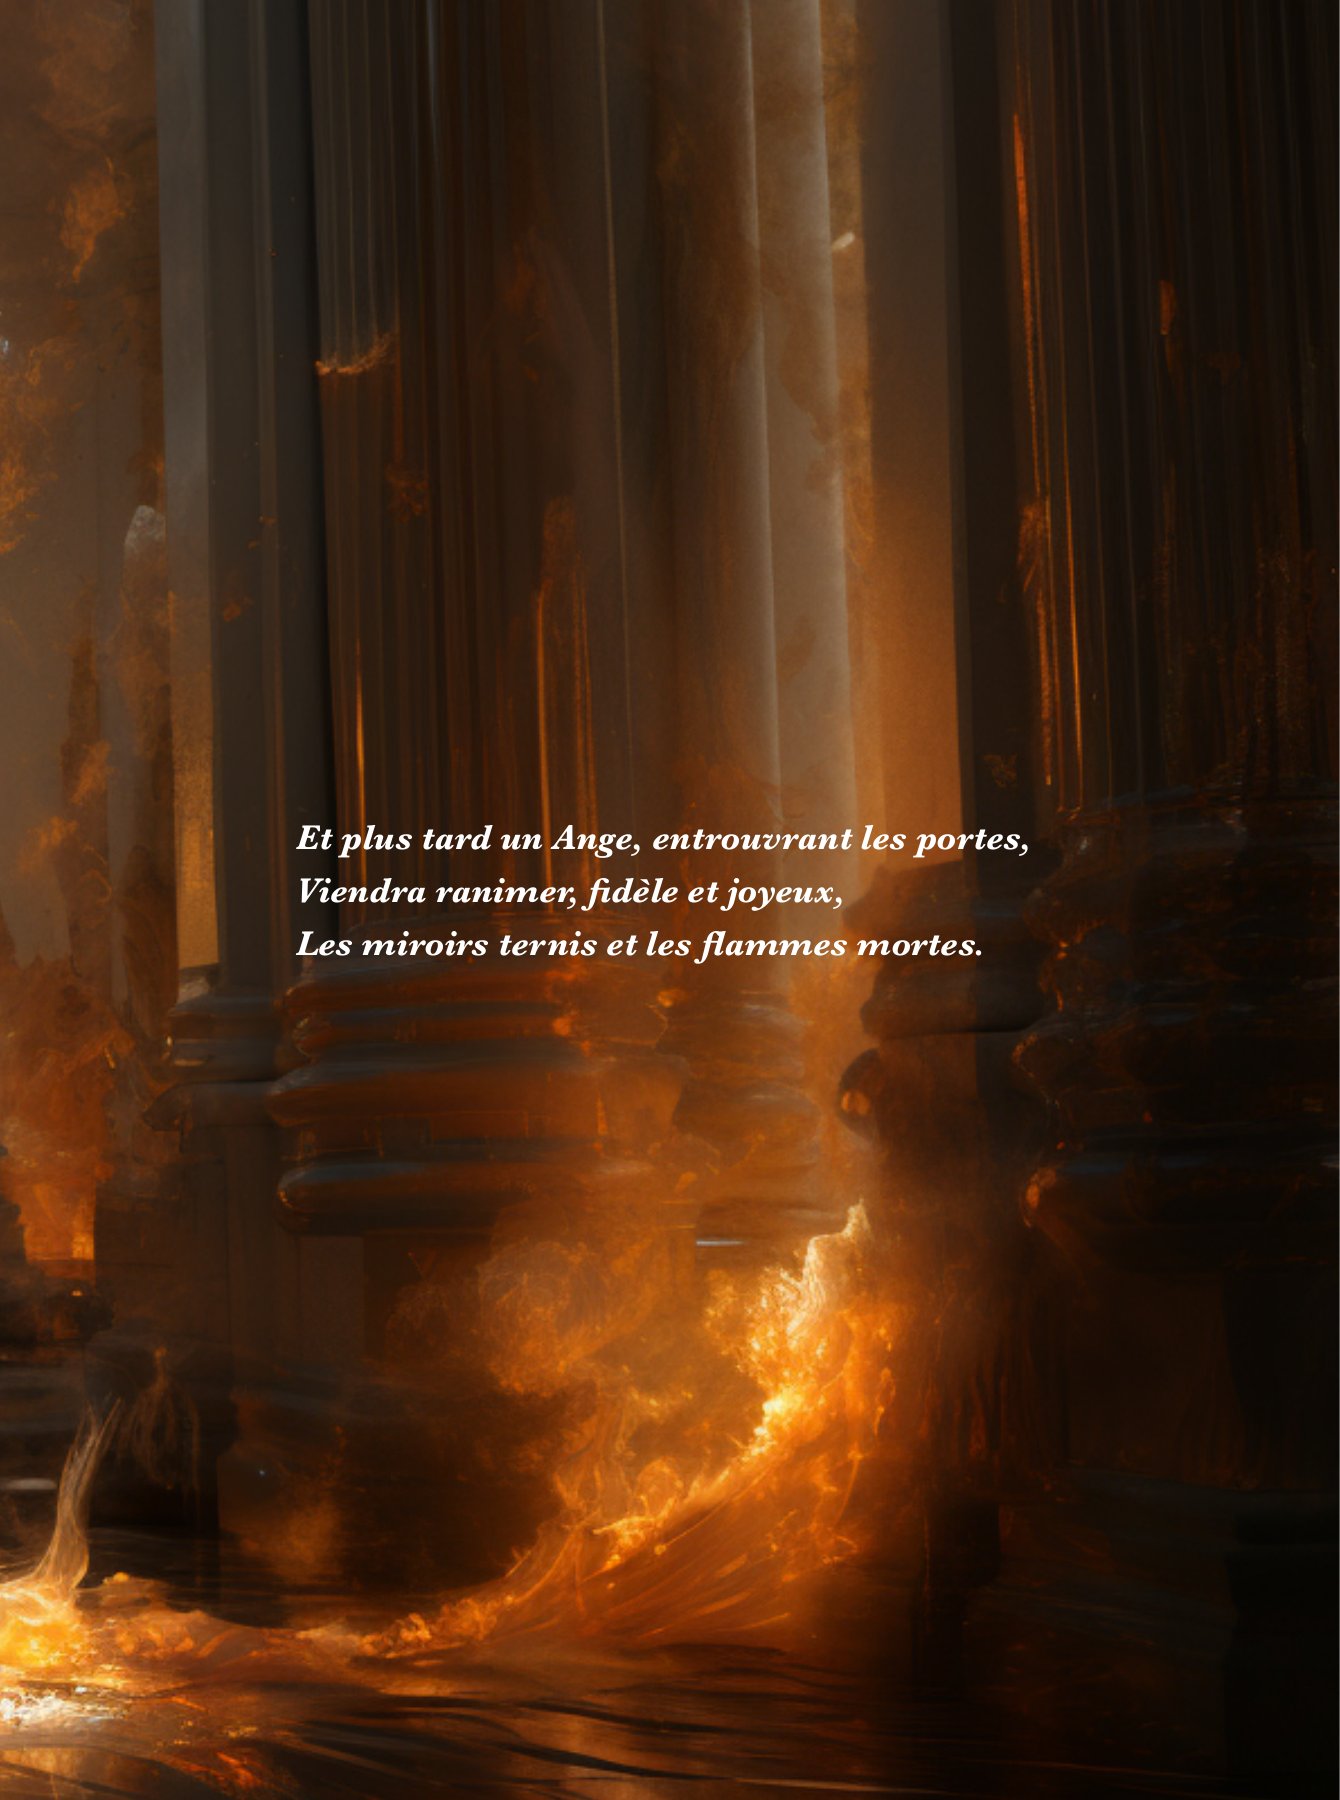 Et plus tard un Ange, entrouvrant les portes,
Viendra ranimer, fidèle et joyeux,
Les miroirs ternis et les flammes mortes.